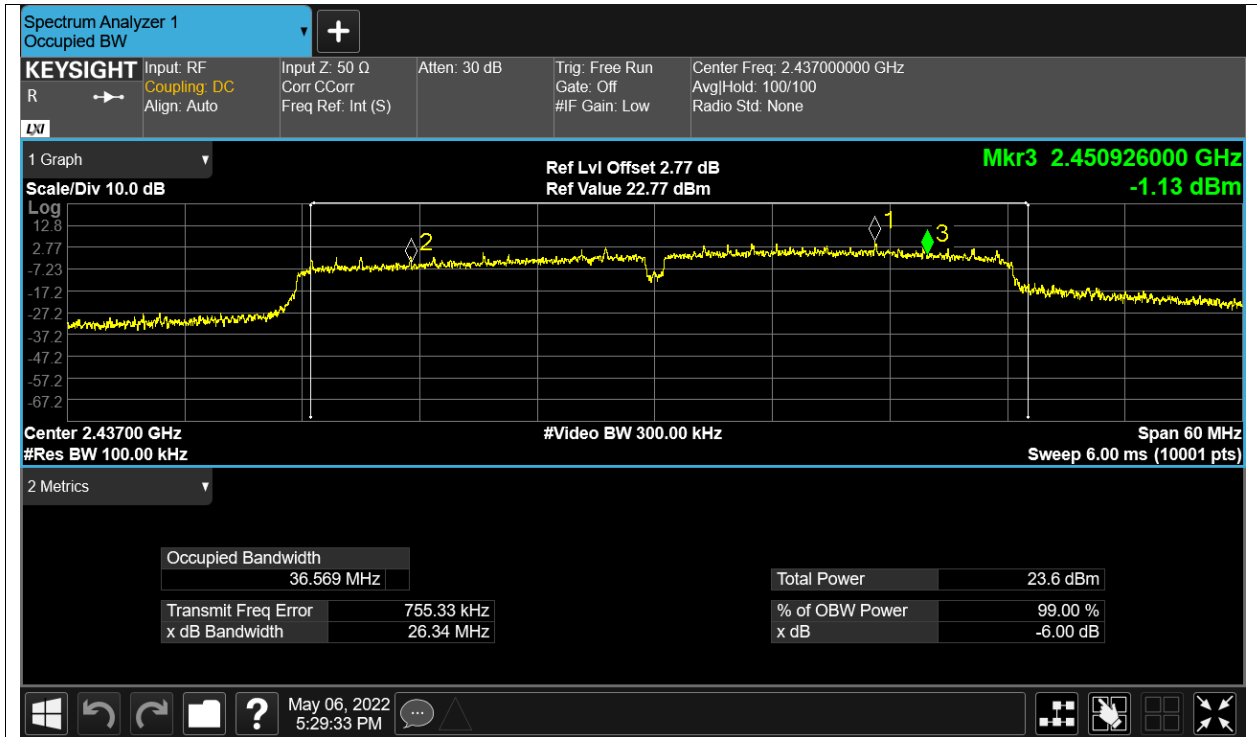 Spectrum Analyzer 1
Occupied BW
+
KEYSIGHT
R
LXI
Input: RF
Coupling: DC
Align: Auto
Input Z: 50 Ω
Corr CCorr
Freq Ref: Int (S)
Atten: 30 dB
Trig: Free Run
Gate: Off
#IF Gain: Low
Center Freq: 2.437000000 GHz
Avg|Hold: 100/100
Radio Std: None
1 Graph
Scale/Div 10.0 dB
Ref Lvl Offset 2.77 dB
Ref Value 22.77 dBm
Mkr3 2.450926000 GHz
-1.13 dBm
Log
12.8
2.77
-7.23
-17.2
-27.2
-37.2
-47.2
-57.2
-67.2
2
1
3
Center 2.43700 GHz
#Res BW 100.00 kHz
#Video BW 300.00 kHz
Span 60 MHz
Sweep 6.00 ms (10001 pts)
2 Metrics
Occupied Bandwidth
36.569 MHz
Transmit Freq Error 755.33 kHz
x dB Bandwidth 26.34 MHz
Total Power 23.6 dBm
% of OBW Power 99.00 %
x dB -6.00 dB
?
May 06, 2022
5:29:33 PM